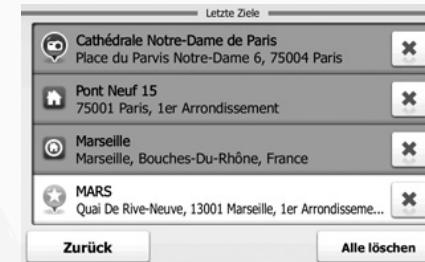 Letzte Ziele
Cathédrale Notre-Dame de Paris
Place du Parvis Notre-Dame 6, 75004 Paris
Pont Neuf 15
75001 Paris, 1er Arrondissement
Marseille
Marseille, Bouches-Du-Rhône, France
MARS
Quai De Rive-Neuve, 13001 Marseille, 1er Arrondisseme...
Zurück
Alle löschen